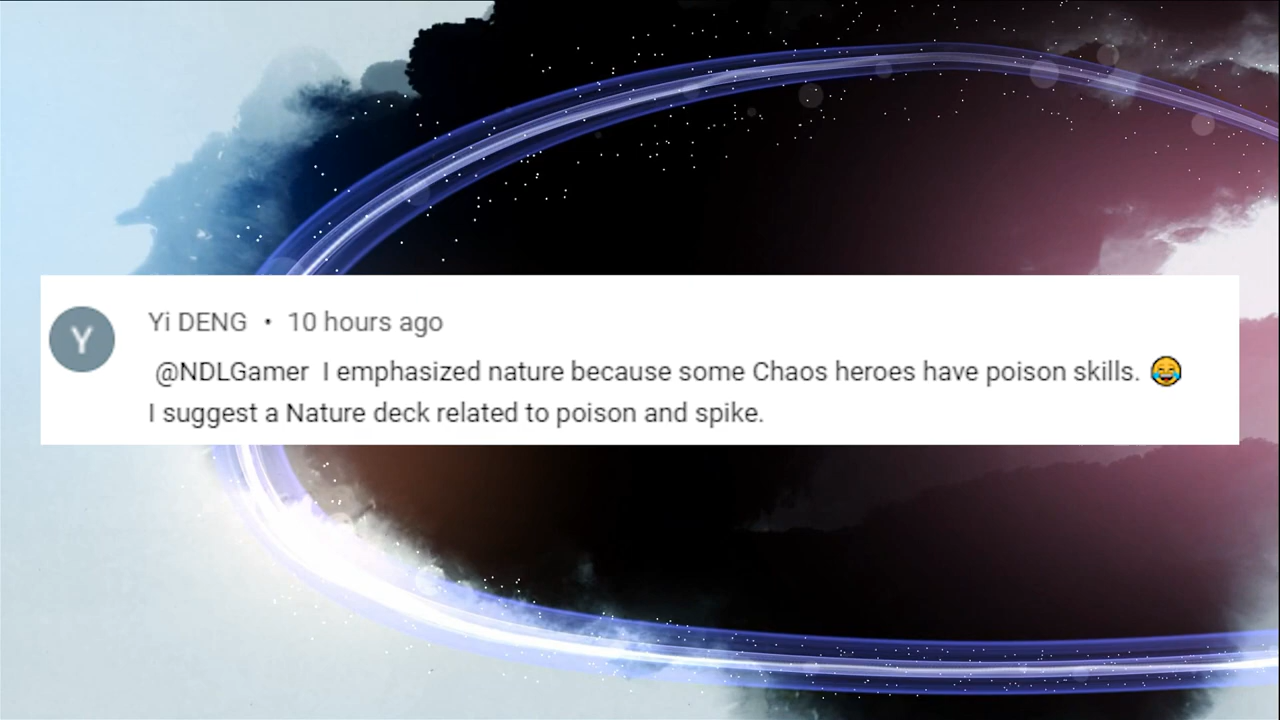 Y
Yi DENG • 10 hours ago
@NDLGamer I emphasized nature because some Chaos heroes have poison skills. 😂
I suggest a Nature deck related to poison and spike.